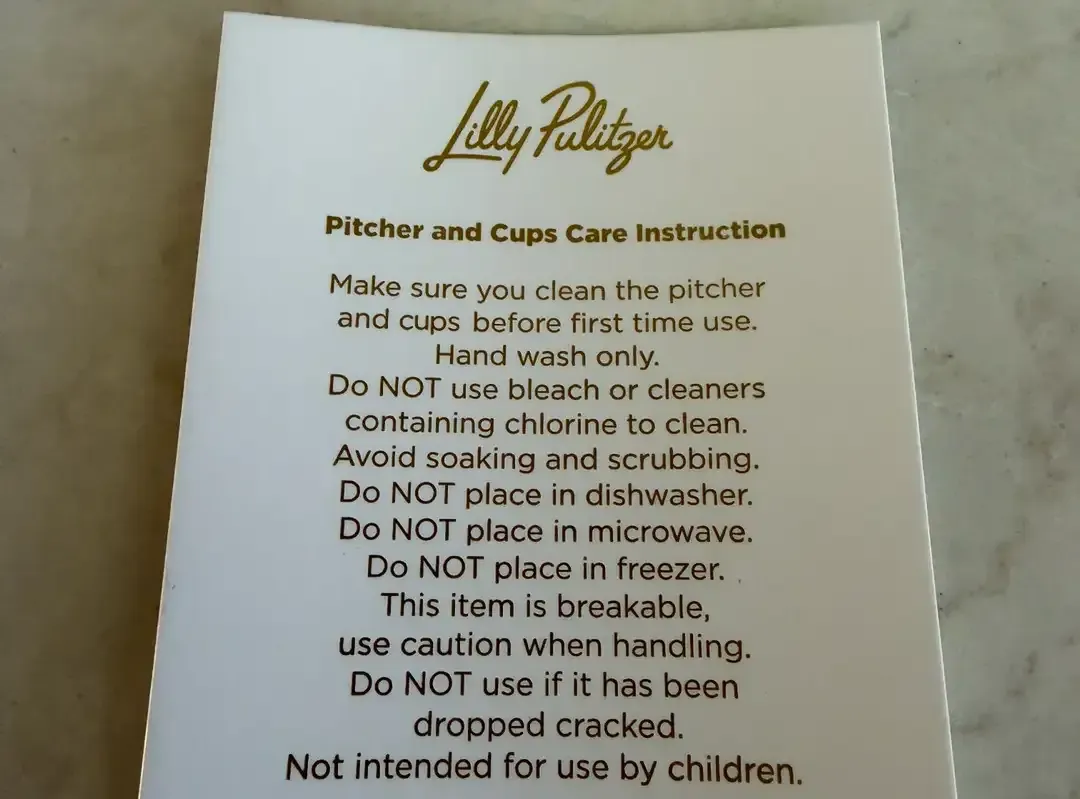 Lilly Pulitzer
Pitcher and Cups Care Instruction
Make sure you clean the pitcher
and cups before first time use.
Hand wash only.
Do NOT use bleach or cleaners
containing chlorine to clean.
Avoid soaking and scrubbing.
Do NOT place in dishwasher.
Do NOT place in microwave.
Do NOT place in freezer.
This item is breakable,
use caution when handling.
Do NOT use if it has been
dropped cracked.
Not intended for use by children.